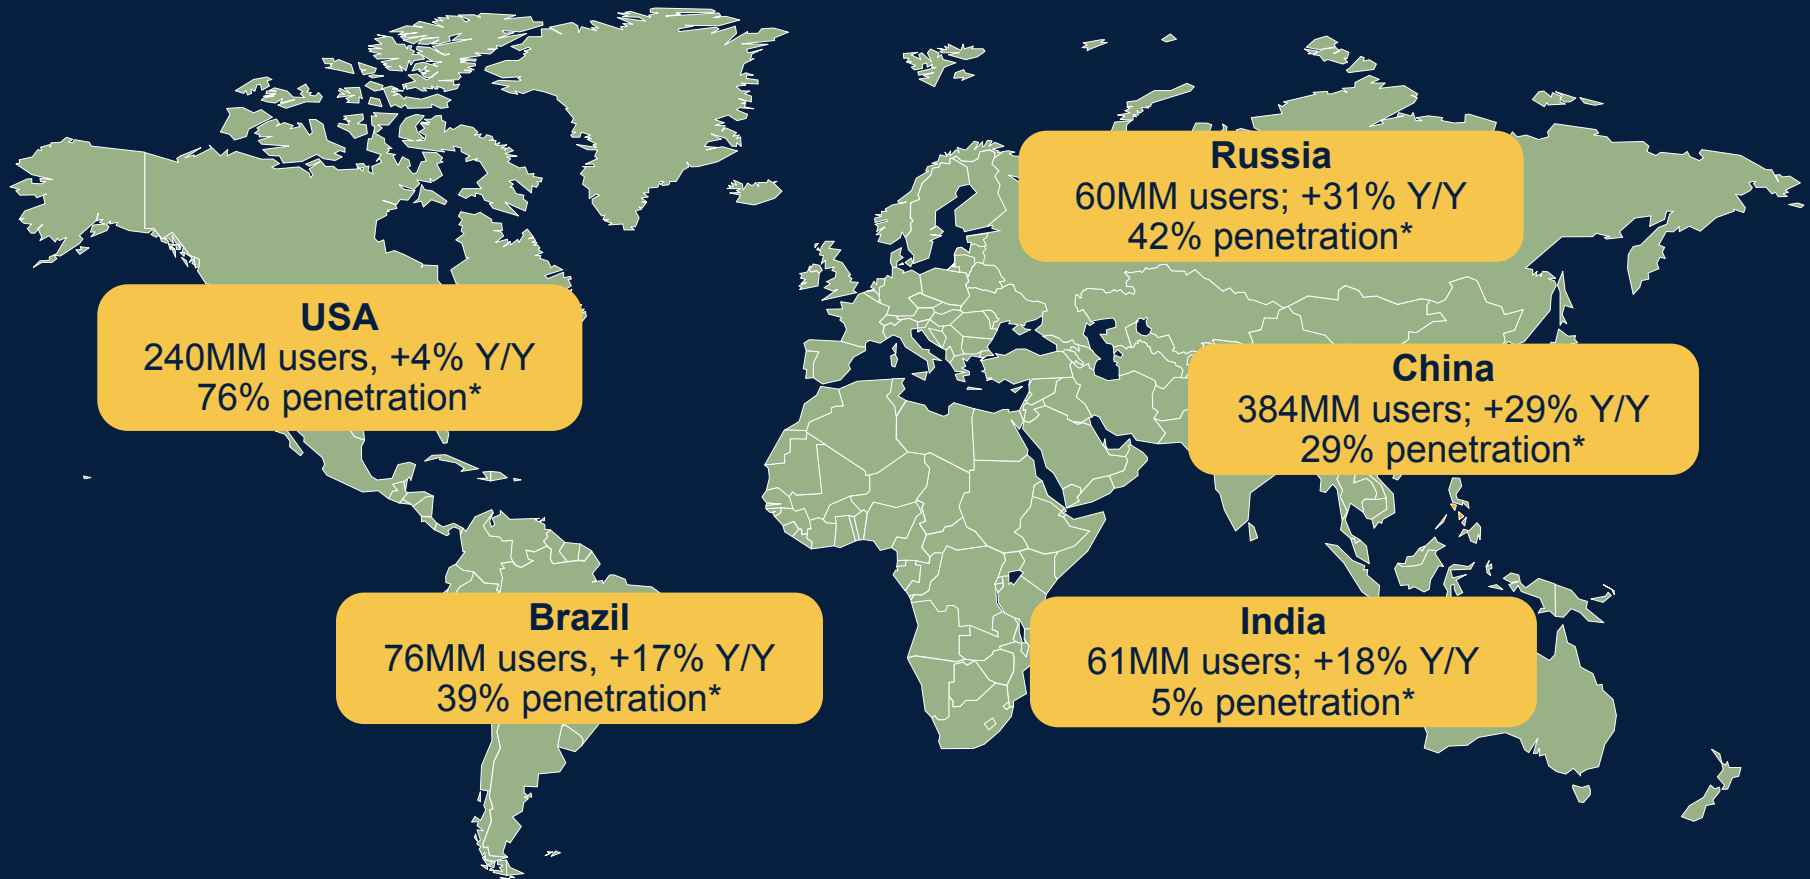 Russia
60MM users; +31% Y/Y
42% penetration*
USA
240MM users, +4% Y/Y
76% penetration*
China
384MM users; +29% Y/Y
29% penetration*
Brazil
76MM users, +17% Y/Y
39% penetration*
India
61MM users; +18% Y/Y
5% penetration*